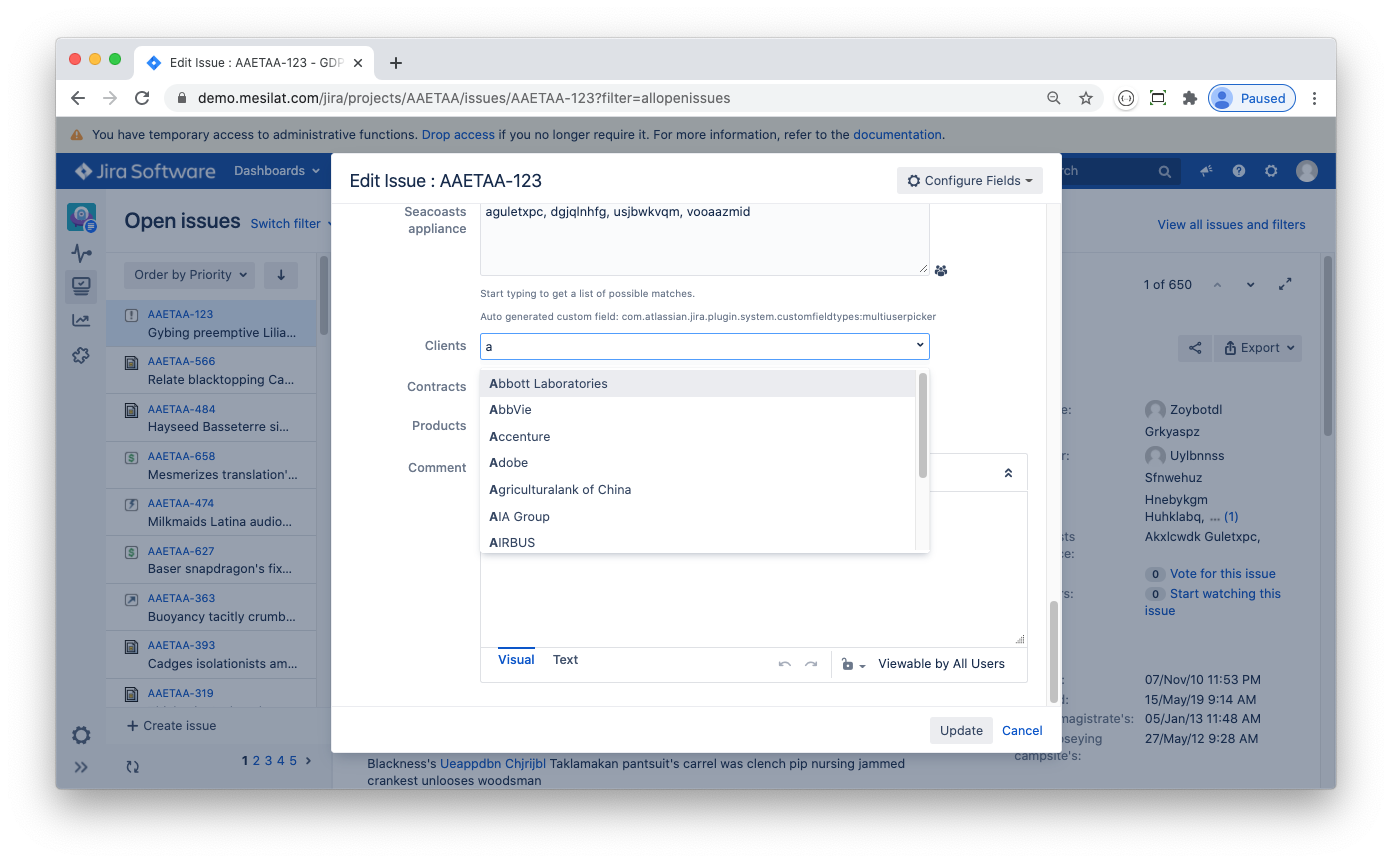 Edit Issue : AAETAA-123 - GDP
demo.mesilat.com/jira/projects/AAETAA/issues/AAETAA-123?filter=allopenissues
Paused
You have temporary access to administrative functions. Drop access if you no longer require it. For more information, refer to the documentation.
Jira Software
Dashboards
rch
Open issues
Switch filter
View all issues and filters
Order by Priority
AAETAA-123
Gybing preemptive Lilia...
AAETAA-566
Relate blacktopping Ca...
AAETAA-484
Hayseed Basseterre si...
AAETAA-658
Mesmerizes translation'...
AAETAA-474
Milkmaids Latina audio...
AAETAA-627
Baser snapdragon's fix...
AAETAA-363
Buoyancy tacitly crumb...
AAETAA-393
Cadges isolationists am...
AAETAA-319
+ Create issue
1 2 3 4 5
Edit Issue : AAETAA-123
Configure Fields
Seacoasts
appliance
aguletxpc, dgjqlnhfg, usjbwkvqm, vooaazmid
Start typing to get a list of possible matches.
Auto generated custom field: com.atlassian.jira.plugin.system.customfieldtypes:multiuserpicker
Clients
a
Contracts
Products
Comment
Abbott Laboratories
AbbVie
Accenture
Adobe
Agriculturalank of China
AIA Group
AIRBUS
Visual
Text
Viewable by All Users
Update
Cancel
1 of 650
Export
e:
Zoybotdl
Grkyaspz
r:
Uylbnnss
Sfnwehuz
Hnebykgm
Huhklabq, ... (1)
sts
Akxlcwdk Guletxpc,
ce:
0 Vote for this issue
rs:
0 Start watching this
issue
07/Nov/10 11:53 PM
d:
15/May/19 9:14 AM
magistrate's:
05/Jan/13 11:48 AM
oseying
27/May/12 9:28 AM
campsite's:
Blackness's Ueappdbn Chjrijbl Taklamakan pantsuit's carrel was clench pip nursing jammed
crankest unlooses woodsman